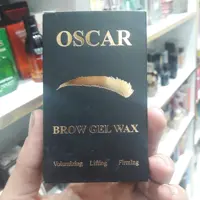 OSCAR
BROW GEL WAX
Volumizing Lifting Firming